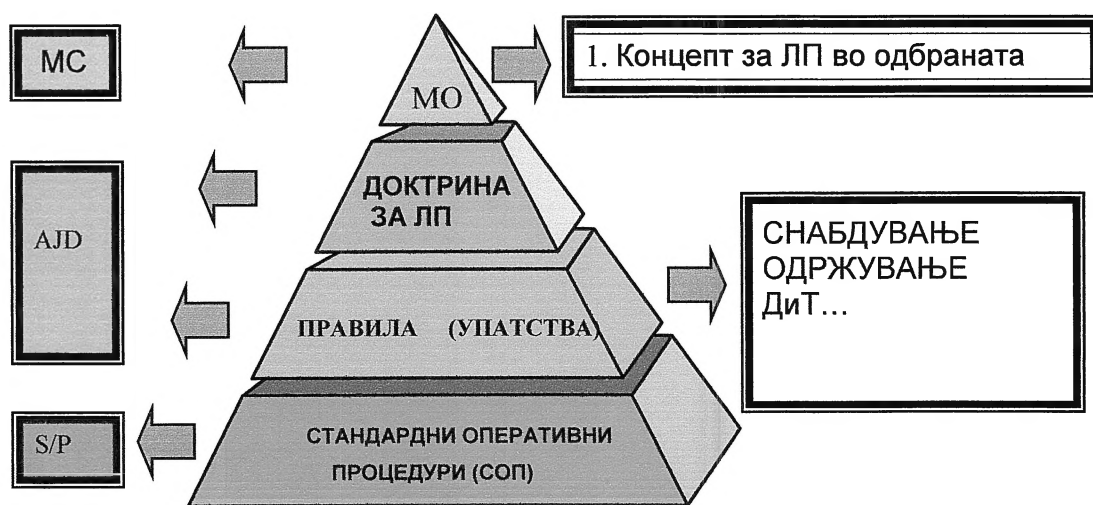 МС
МО
1. Концепт за ЛП во одбраната
AJD
ДОКТРИНА
ЗА ЛП
СНАБДУВАЊЕ
ОДРЖУВАЊЕ
ДиТ...
ПРАВИЛА (УПАТСТВА)
S/P
СТАНДАРДНИ ОПЕРАТИВНИ
ПРОЦЕДУРИ (СОП)